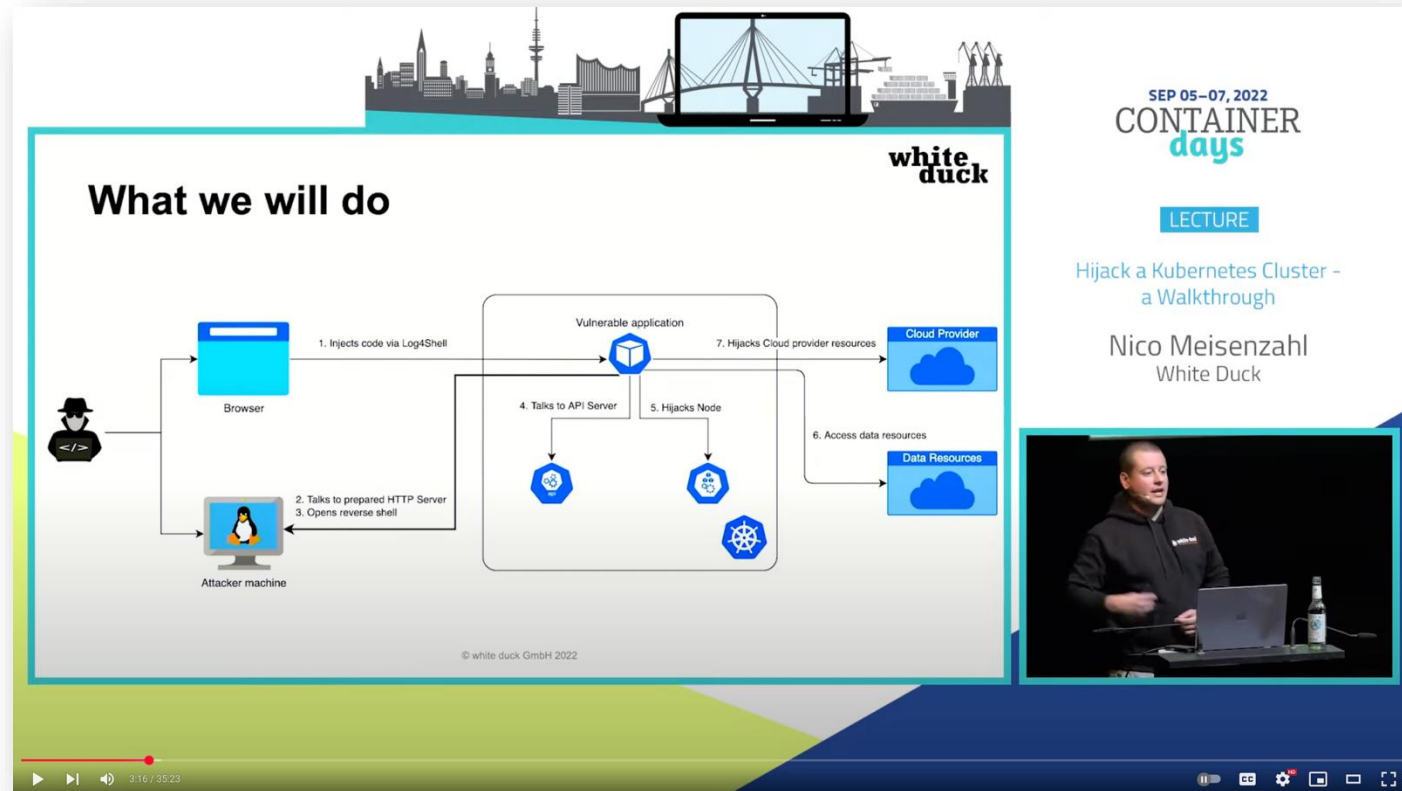 SEP 05–07, 2022
CONTAINER
days
LECTURE
Hijack a Kubernetes Cluster -
a Walkthrough
Nico Meisenzahl
White Duck
white
duck
What we will do
Vulnerable application
1. Injects code via Log4Shell
7. Hijacks Cloud provider resources
Cloud Provider
Browser
4. Talks to API Server
5. Hijacks Node
6. Access data resources
Data Resources
</>
api
2. Talks to prepared HTTP Server
3. Opens reverse shell
Attacker machine
© white duck GmbH 2022
3:16 / 35:23
CC
HD